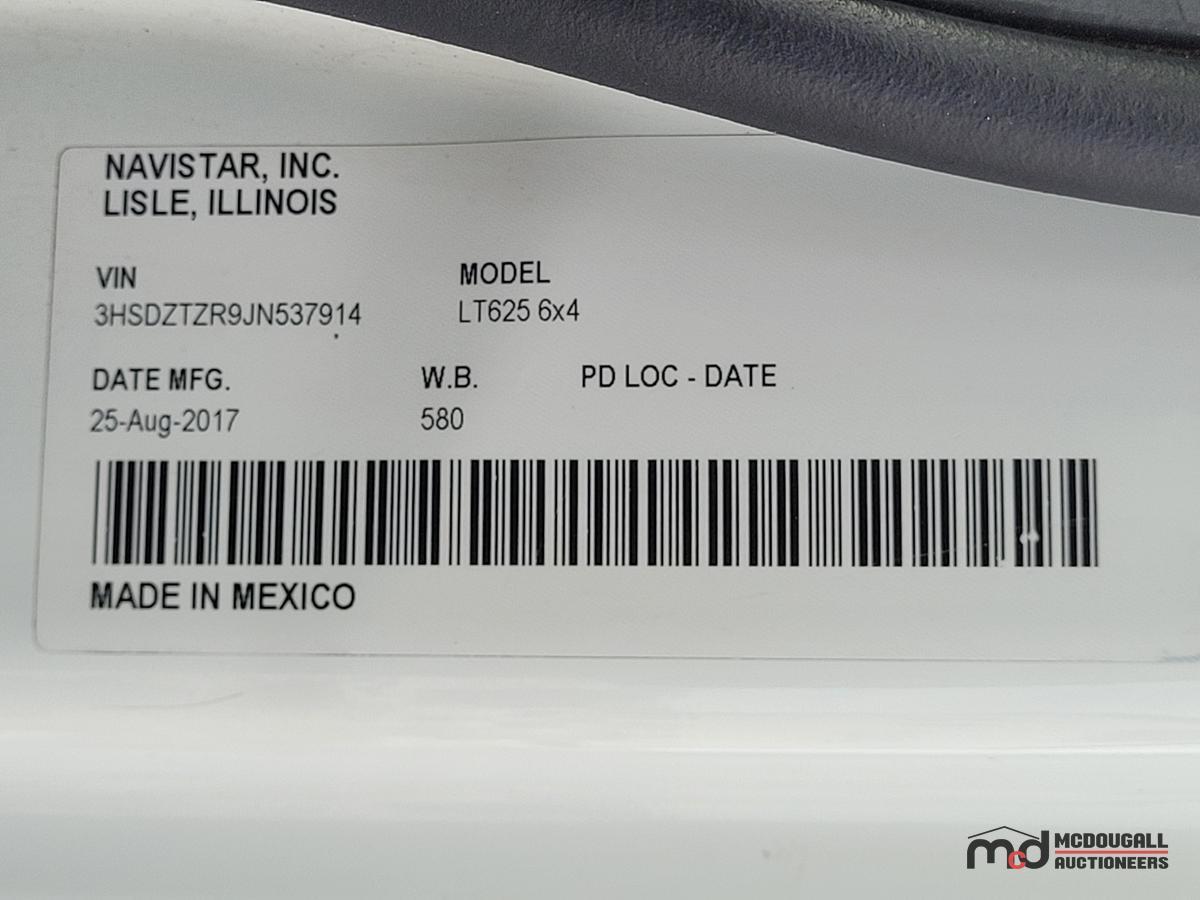 NAVISTAR, INC.
LISLE, ILLINOIS
VIN MODEL
3HSDZTZR9JN537914 LT625 6x4
DATE MFG. W.B. PD LOC - DATE
25-Aug-2017 580
MADE IN MEXICO
mcd MCDOUGALL
AUCTIONEERS